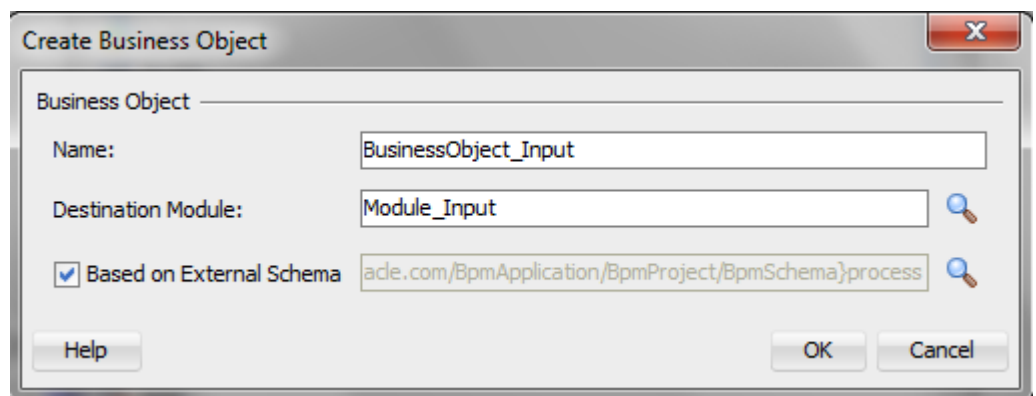 Create Business Object
Business Object
Name: BusinessObject_Input
Destination Module: Module_Input
Based on External Schema acle.com/BpmApplication/BpmProject/BpmSchema}process
Help OK Cancel